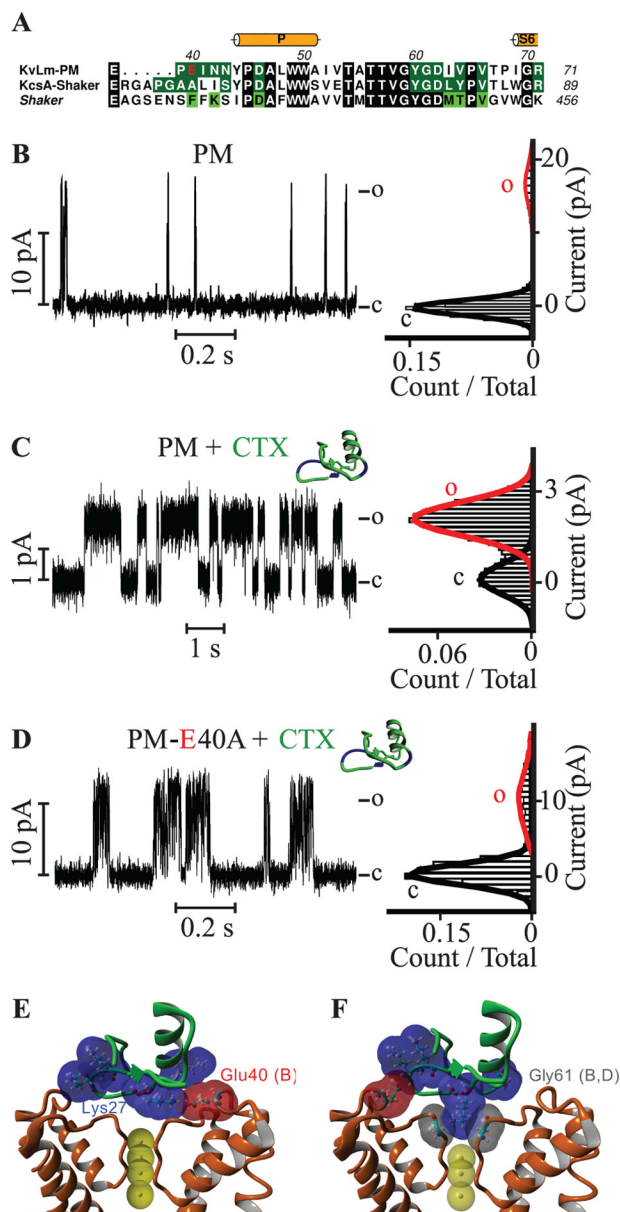 A
P
S6
40 50 60 70
KvLm-PM E.....PEINNYPDALWWAIVTATTVGYGDIVPVTPIGR 71
KcsA-Shaker ERGAPGAALISYPDALWWSVVTATTVGYGDLYPVTLWGR 89
Shaker EAGSENSFFKSIPDAFWWAVVTMTTVGYGDMTPVGVWGK 456
B PM
10 pA
0.2 s
o
c
o
c
20
0
Current (pA)
0.15 0
Count / Total
C PM + CTX
1 pA
1 s
o
c
o
c
3
0
Current (pA)
0.06 0
Count / Total
D PM-E40A + CTX
10 pA
0.2 s
o
c
o
c
10
0
Current (pA)
0.15 0
Count / Total
E
Lys27
Glu40 (B)
F
Gly61 (B,D)